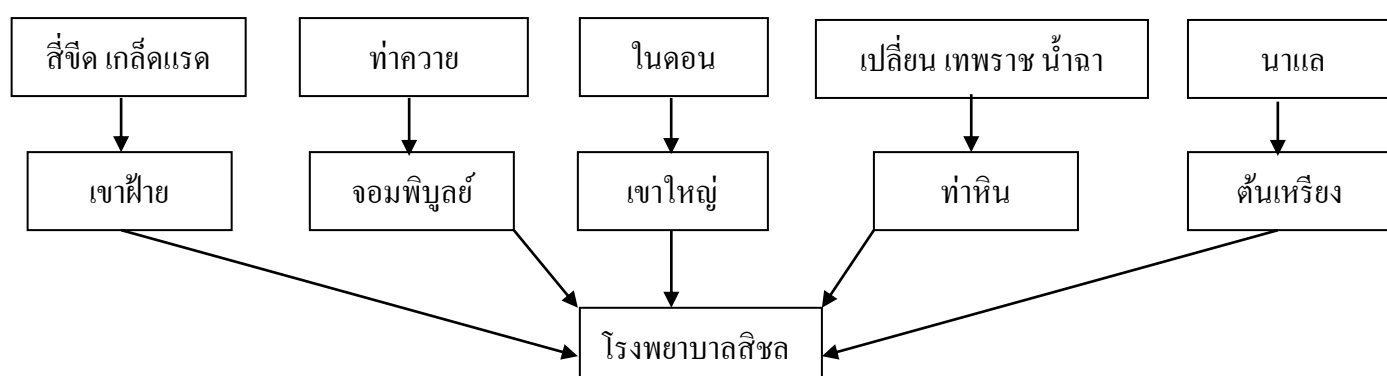 สี่ขีด เกล็ดแรด
ท่าควาย
ในดอน
เปลี่ยน เทพราช น้ำฉา
นาแล
เขาฝ้าย
จอมพิบูลย์
เขาใหญ่
ท่าหิน
ต้นเหรียง
โรงพยาบาลสิชล